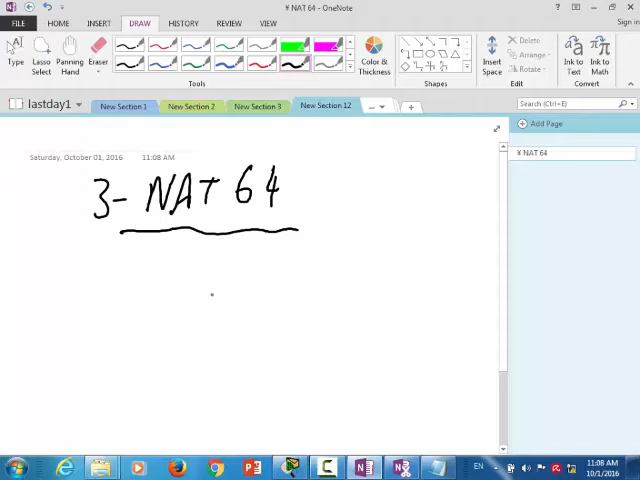 ¥ NAT 64 - OneNote
FILE HOME INSERT DRAW HISTORY REVIEW VIEW
Sign in
Type
Lasso Select
Panning Hand
Eraser
Color & Thickness
Insert Space
Delete
Arrange
Ink to Text
Ink to Math
Tools Shapes Edit Convert
lastday1 New Section 1 New Section 2 New Section 3 New Section 12
Search (Ctrl+E)
Add Page
¥ NAT 64
Saturday, October 01, 2016 11:08 AM
3- NAT 64
EN
11:08 AM
10/1/2016